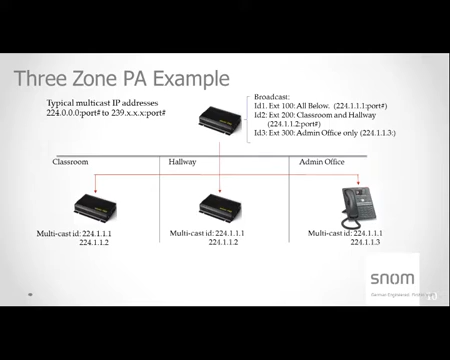 Three Zone PA Example
Typical multicast IP addresses
224.0.0.0:port# to 239.x.x.x:port#
Broadcast:
Id1: Ext 100: All Below. (224.1.1.1:port#)
Id2: Ext 200: Classroom and Hallway
(224.1.1.2:port#)
Id3: Ext 300: Admin Office only (224.1.1.3:)
Classroom
Hallway
Admin Office
Multi-cast id: 224.1.1.1
224.1.1.2
Multi-cast id: 224.1.1.1
224.1.1.2
Multi-cast id: 224.1.1.1
224.1.1.3
snom